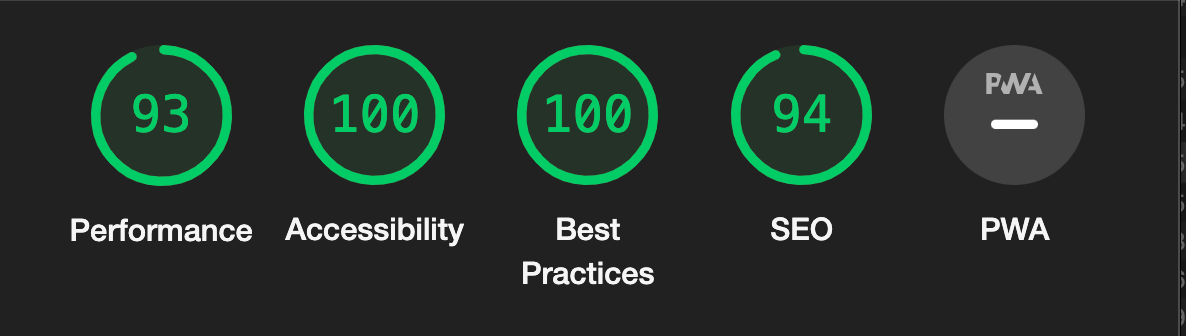 93
100
100
94
PWA
Performance
Accessibility
Best
Practices
SEO
PWA